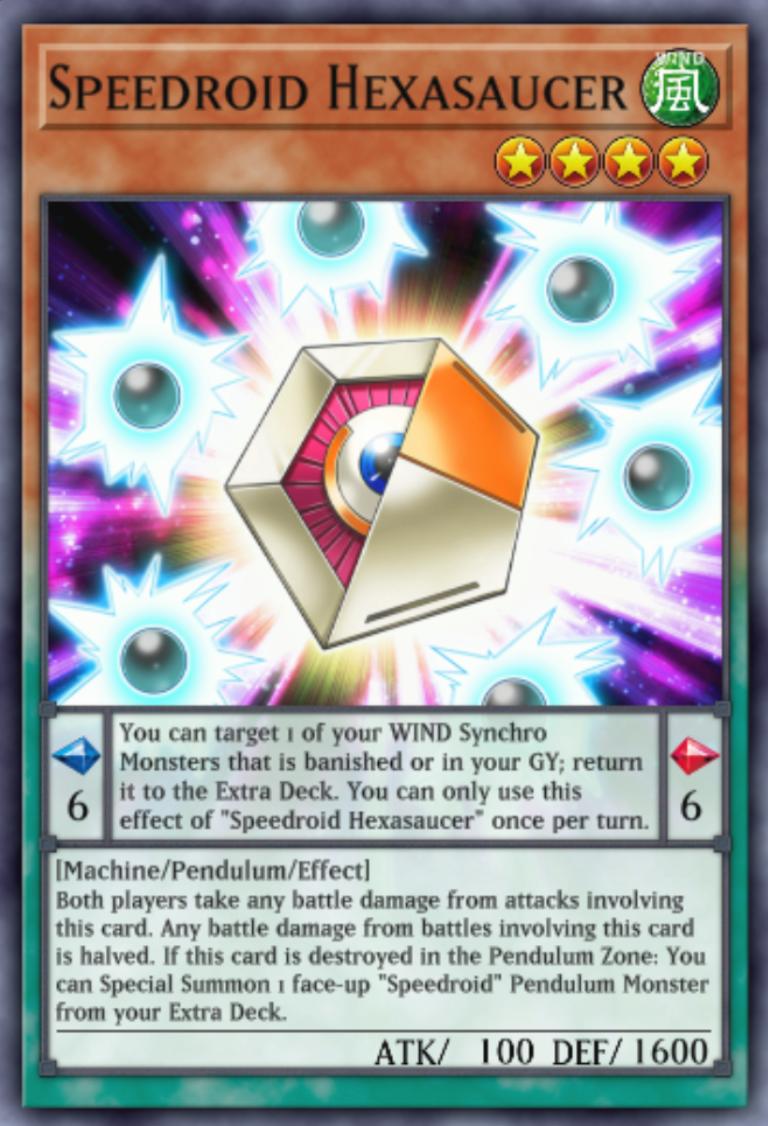 SPEEDROID HEXASAUCER
WIND
風
6
You can target 1 of your WIND Synchro
Monsters that is banished or in your GY; return
it to the Extra Deck. You can only use this
effect of "Speedroid Hexasaucer" once per turn.
6
[Machine/Pendulum/Effect]
Both players take any battle damage from attacks involving
this card. Any battle damage from battles involving this card
is halved. If this card is destroyed in the Pendulum Zone: You
can Special Summon 1 face-up "Speedroid" Pendulum Monster
from your Extra Deck.
ATK/ 100 DEF/ 1600